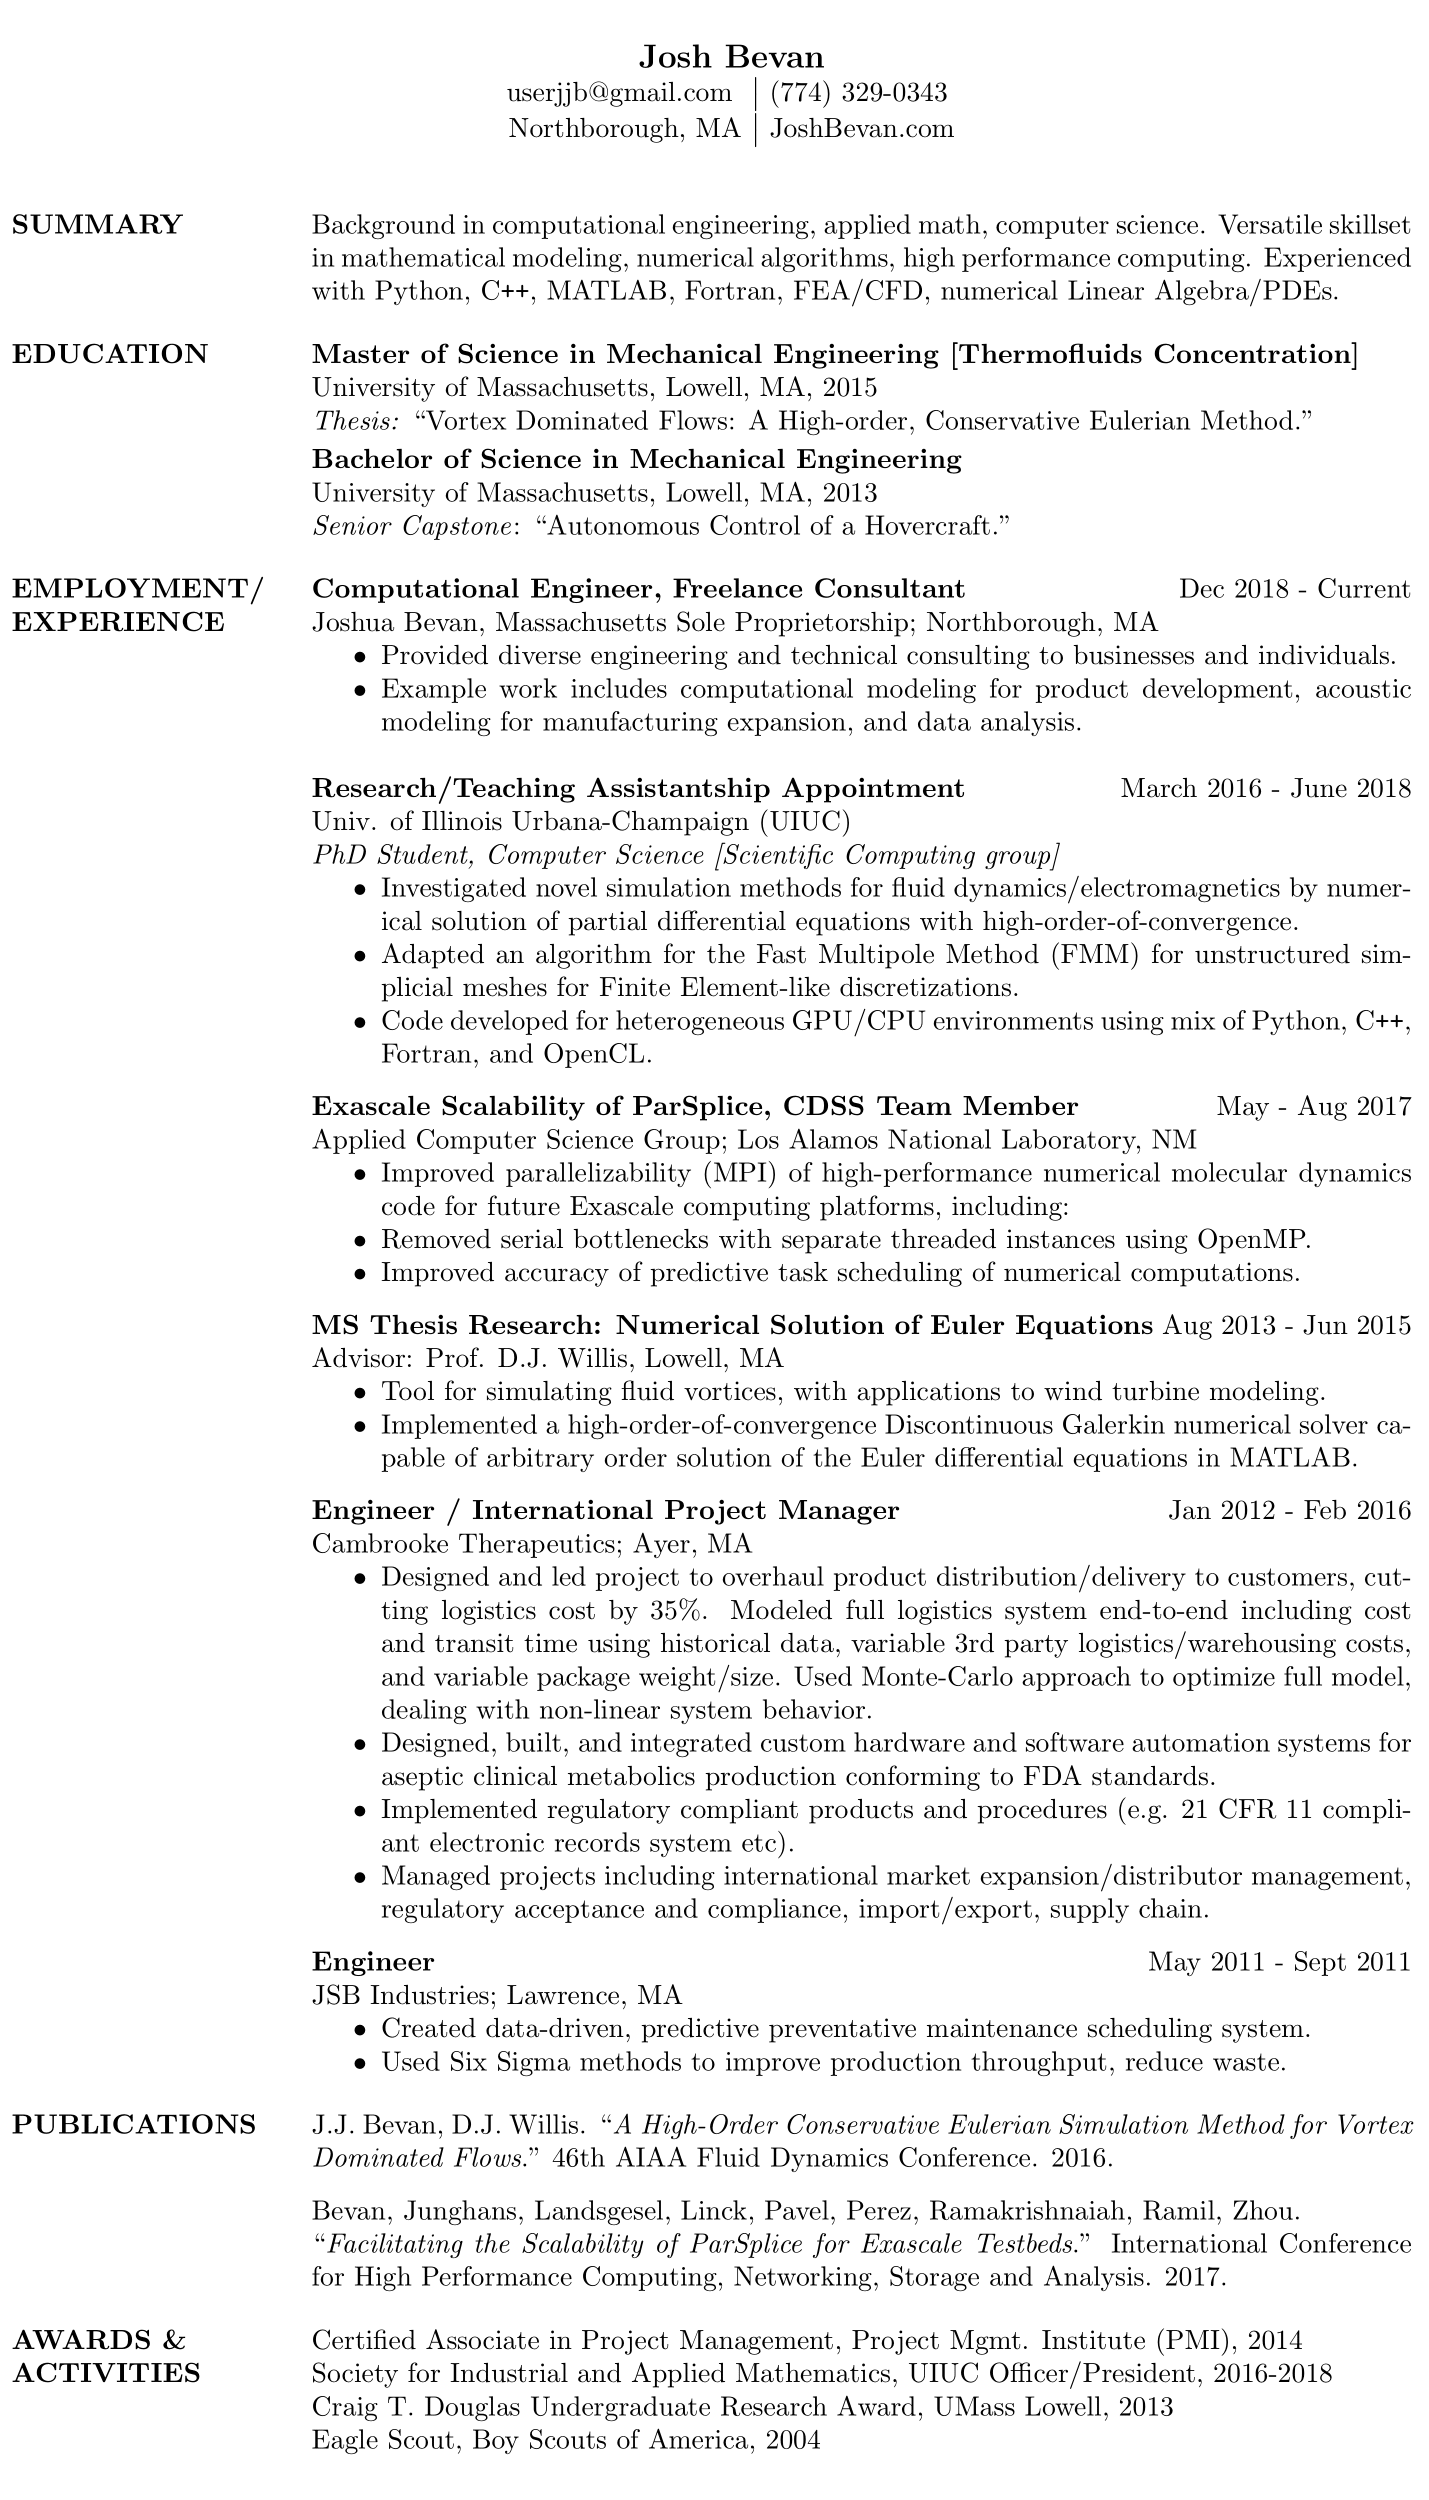 Josh Bevan
userjjb@gmail.com | (774) 329-0343
Northborough, MA | JoshBevan.com
SUMMARY
Background in computational engineering, applied math, computer science. Versatile skillset
in mathematical modeling, numerical algorithms, high performance computing. Experienced
with Python, C++, MATLAB, Fortran, FEA/CFD, numerical Linear Algebra/PDEs.
EDUCATION
Master of Science in Mechanical Engineering [Thermofluids Concentration]
University of Massachusetts, Lowell, MA, 2015
Thesis: “Vortex Dominated Flows: A High-order, Conservative Eulerian Method.”
Bachelor of Science in Mechanical Engineering
University of Massachusetts, Lowell, MA, 2013
Senior Capstone: “Autonomous Control of a Hovercraft.”
EMPLOYMENT/
EXPERIENCE
Computational Engineer, Freelance Consultant Dec 2018 - Current
Joshua Bevan, Massachusetts Sole Proprietorship; Northborough, MA
• Provided diverse engineering and technical consulting to businesses and individuals.
• Example work includes computational modeling for product development, acoustic
modeling for manufacturing expansion, and data analysis.
Research/Teaching Assistantship Appointment March 2016 - June 2018
Univ. of Illinois Urbana-Champaign (UIUC)
PhD Student, Computer Science [Scientific Computing group]
• Investigated novel simulation methods for fluid dynamics/electromagnetics by numer-
ical solution of partial differential equations with high-order-of-convergence.
• Adapted an algorithm for the Fast Multipole Method (FMM) for unstructured sim-
plicial meshes for Finite Element-like discretizations.
• Code developed for heterogeneous GPU/CPU environments using mix of Python, C++,
Fortran, and OpenCL.
Exascale Scalability of ParSplice, CDSS Team Member May - Aug 2017
Applied Computer Science Group; Los Alamos National Laboratory, NM
• Improved parallelizability (MPI) of high-performance numerical molecular dynamics
code for future Exascale computing platforms, including:
• Removed serial bottlenecks with separate threaded instances using OpenMP.
• Improved accuracy of predictive task scheduling of numerical computations.
MS Thesis Research: Numerical Solution of Euler Equations Aug 2013 - Jun 2015
Advisor: Prof. D.J. Willis, Lowell, MA
• Tool for simulating fluid vortices, with applications to wind turbine modeling.
• Implemented a high-order-of-convergence Discontinuous Galerkin numerical solver ca-
pable of arbitrary order solution of the Euler differential equations in MATLAB.
Engineer / International Project Manager Jan 2012 - Feb 2016
Cambrooke Therapeutics; Ayer, MA
• Designed and led project to overhaul product distribution/delivery to customers, cut-
ting logistics cost by 35%. Modeled full logistics system end-to-end including cost
and transit time using historical data, variable 3rd party logistics/warehousing costs,
and variable package weight/size. Used Monte-Carlo approach to optimize full model,
dealing with non-linear system behavior.
• Designed, built, and integrated custom hardware and software automation systems for
aseptic clinical metabolics production conforming to FDA standards.
• Implemented regulatory compliant products and procedures (e.g. 21 CFR 11 compli-
ant electronic records system etc).
• Managed projects including international market expansion/distributor management,
regulatory acceptance and compliance, import/export, supply chain.
Engineer May 2011 - Sept 2011
JSB Industries; Lawrence, MA
• Created data-driven, predictive preventative maintenance scheduling system.
• Used Six Sigma methods to improve production throughput, reduce waste.
PUBLICATIONS
J.J. Bevan, D.J. Willis. “A High-Order Conservative Eulerian Simulation Method for Vortex
Dominated Flows.” 46th AIAA Fluid Dynamics Conference. 2016.
Bevan, Junghans, Landsgesel, Linck, Pavel, Perez, Ramakrishnaiah, Ramil, Zhou.
“Facilitating the Scalability of ParSplice for Exascale Testbeds.” International Conference
for High Performance Computing, Networking, Storage and Analysis. 2017.
AWARDS &
ACTIVITIES
Certified Associate in Project Management, Project Mgmt. Institute (PMI), 2014
Society for Industrial and Applied Mathematics, UIUC Officer/President, 2016-2018
Craig T. Douglas Undergraduate Research Award, UMass Lowell, 2013
Eagle Scout, Boy Scouts of America, 2004